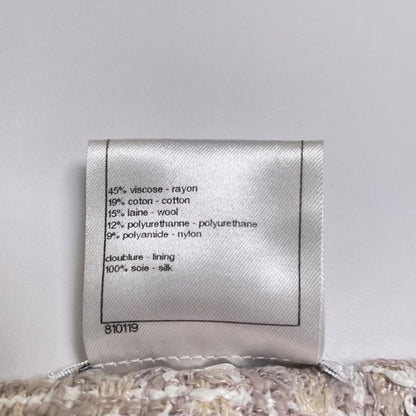 45% viscose - rayon
19% coton - cotton
15% laine - wool
12% polyurethanne - polyurethane
9% polyamide - nylon
doublure - lining
100% soie - silk
810119